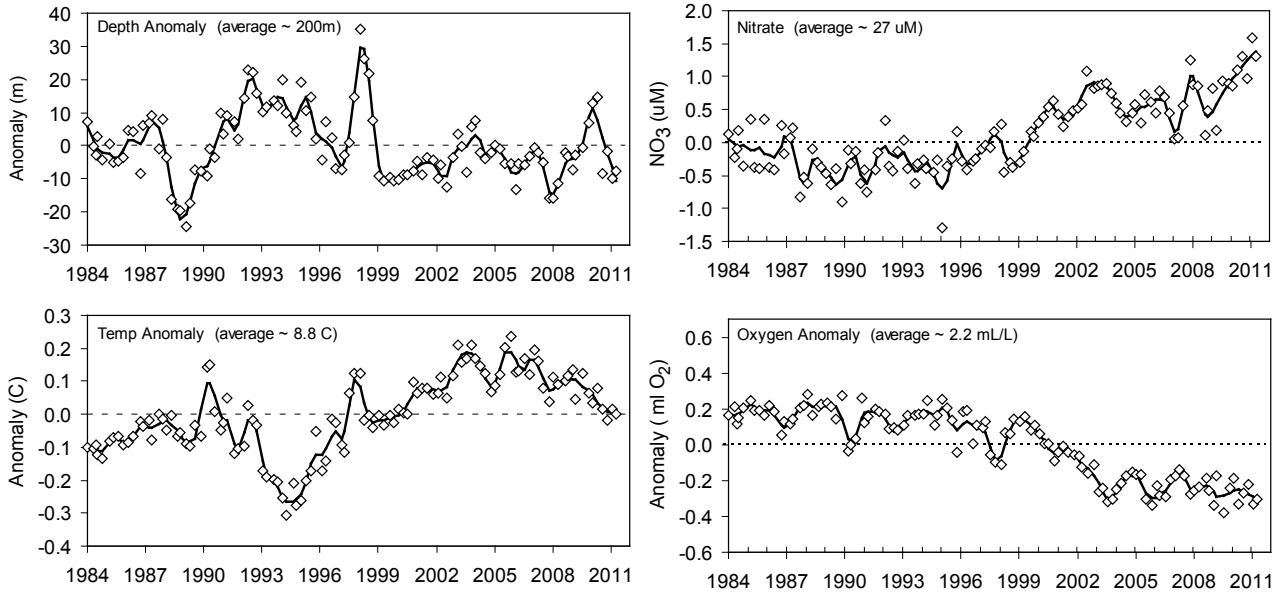 Depth Anomaly (average ~ 200m)
Anomaly (m)
40
30
20
10
0
-10
-20
-30
1984 1987 1990 1993 1996 1999 2002 2005 2008 2011
Nitrate (average ~ 27 uM)
NO3 (uM)
2.0
1.5
1.0
0.5
0.0
-0.5
-1.0
-1.5
1984 1987 1990 1993 1996 1999 2002 2005 2008 2011
Temp Anomaly (average ~ 8.8 C)
Anomaly (C)
0.3
0.2
0.1
0.0
-0.1
-0.2
-0.3
-0.4
1984 1987 1990 1993 1996 1999 2002 2005 2008 2011
Oxygen Anomaly (average ~ 2.2 mL/L)
Anomaly ( ml O2)
0.6
0.4
0.2
0.0
-0.2
-0.4
-0.6
1984 1987 1990 1993 1996 1999 2002 2005 2008 2011